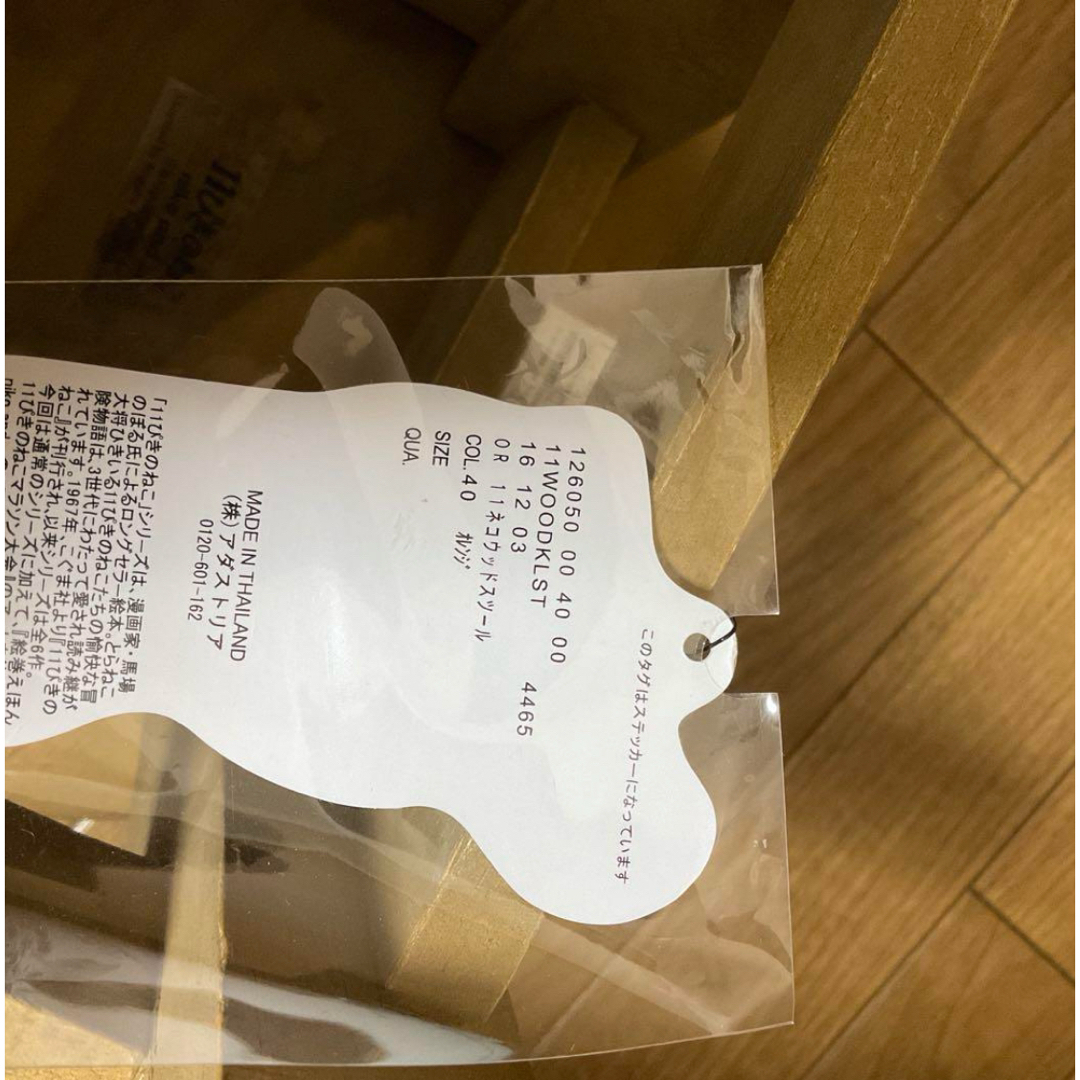 このタグはステッカーになっています
126050 00 40 00
11WOODKLST
16 12 03 4465
OR 11ネコウッドスツール
COL.40 オレンジ
SIZE
QUA.
MADE IN THAILAND
(株)アダストリア
0120-601-162
「11ぴきのねこ」シリーズは、漫画家・馬場
のぼる氏によるロングセラー絵本。とらねこ
大将ひきいる11ぴきのねこたちの愉快な冒
険物語は、3世代にわたって愛され読み継が
れています。1967年、こぐま社より『11ぴきの
ねこ』が刊行され、以来シリーズは全6作。
今回は通常のシリーズに加えて、『絵巻えほん
11ぴきのねこマラソン大会』の
niko and
11ぴきのねこ